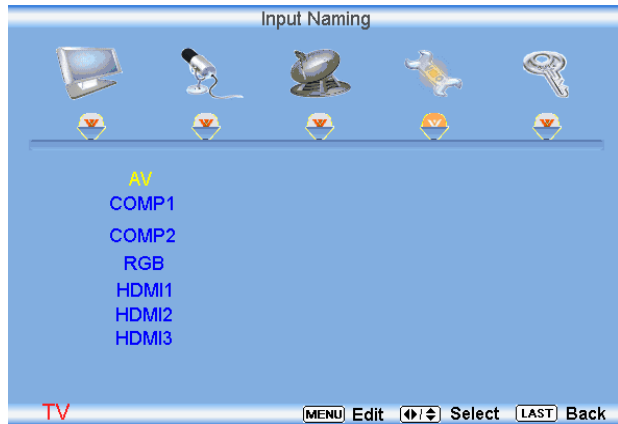 Input Naming
AV
COMP1
COMP2
RGB
HDMI1
HDMI2
HDMI3
TV MENU Edit Select LAST Back